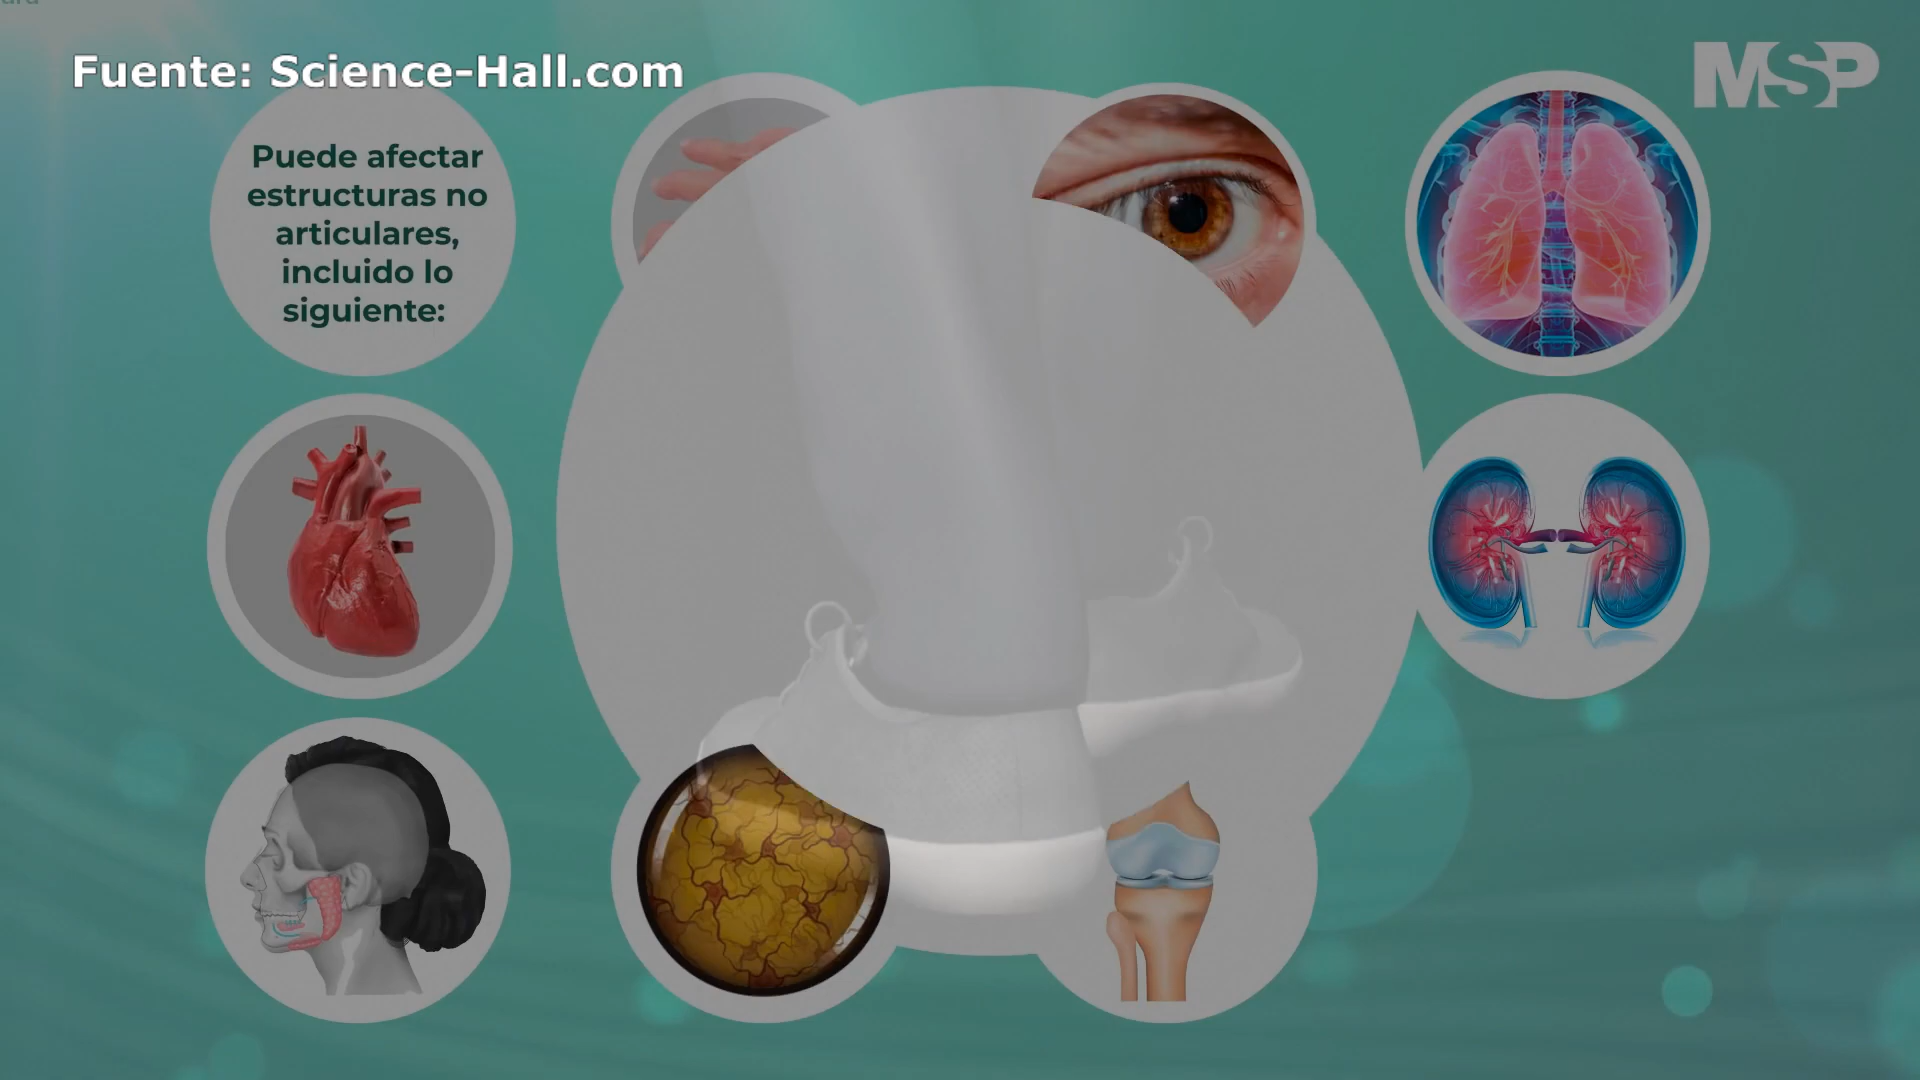 Fuente: Science-Hall.com
MSP
Puede afectar
estructuras no
articulares,
incluido lo
siguiente: